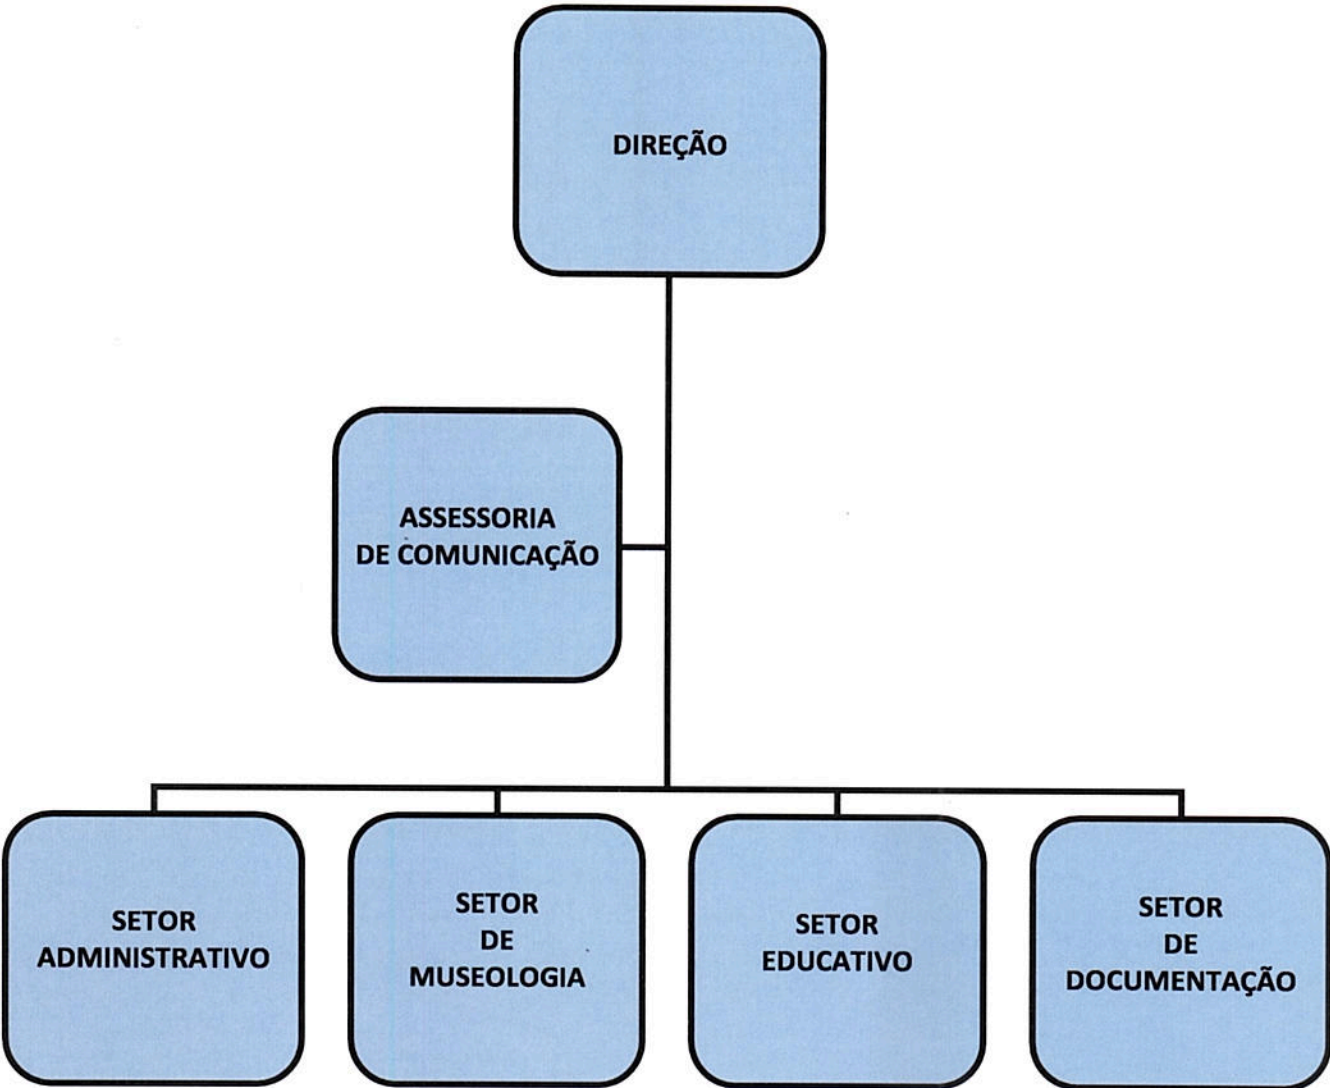 DIREÇÃO
ASSESSORIA
DE COMUNICAÇÃO
SETOR
ADMINISTRATIVO
SETOR
DE
MUSEOLOGIA
SETOR
EDUCATIVO
SETOR
DE
DOCUMENTAÇÃO